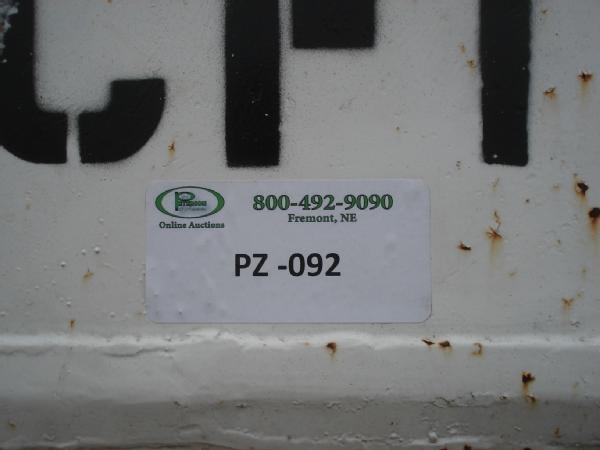 800-492-9090
Fremont, NE
Online Auctions
PZ -092